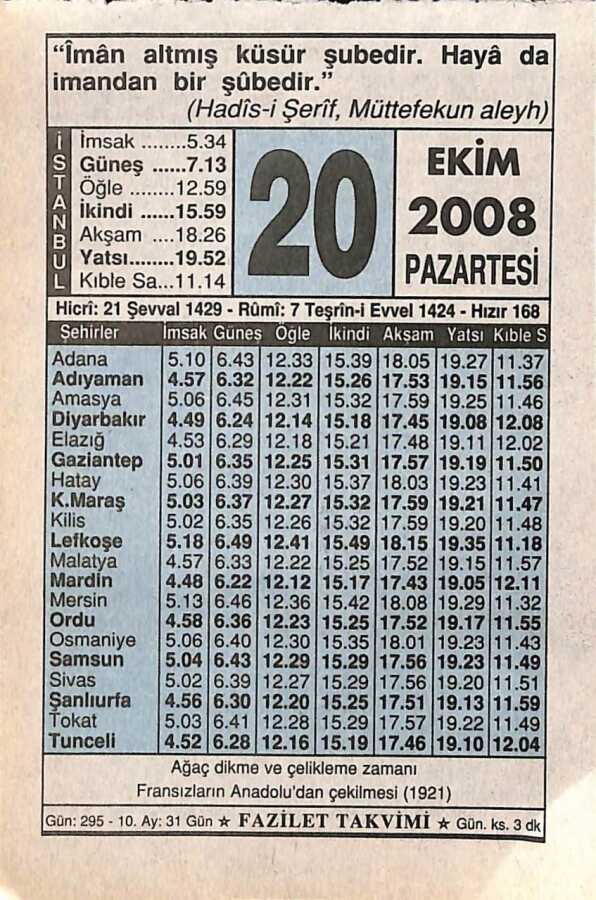 “Îmân altmış küsür şubedir. Hayâ da
imandan bir şûbedir.”
(Hadîs-i Şerîf, Müttefekun aleyh)
İSTANBUL
İmsak ........5.34
Güneş ......7.13
Öğle ........12.59
İkindi ......15.59
Akşam ....18.26
Yatsı........19.52
Kıble Sa...11.14
20
EKİM
2008
PAZARTESİ
Hicrî: 21 Şevval 1429 - Rûmî: 7 Teşrîn-i Evvel 1424 - Hızır 168
Şehirler İmsak Güneş Öğle İkindi Akşam Yatsı Kıble S
Adana 5.10 6.43 12.33 15.39 18.05 19.27 11.37
Adıyaman 4.57 6.32 12.22 15.26 17.53 19.15 11.56
Amasya 5.06 6.45 12.31 15.32 17.59 19.25 11.46
Diyarbakır 4.49 6.24 12.14 15.18 17.45 19.08 12.08
Elazığ 4.53 6.29 12.18 15.21 17.48 19.11 12.02
Gaziantep 5.01 6.35 12.25 15.31 17.57 19.19 11.50
Hatay 5.06 6.39 12.30 15.37 18.03 19.23 11.41
K.Maraş 5.03 6.37 12.27 15.32 17.59 19.21 11.47
Kilis 5.02 6.35 12.26 15.32 17.59 19.20 11.48
Lefkoşe 5.18 6.49 12.41 15.49 18.15 19.35 11.18
Malatya 4.57 6.33 12.22 15.25 17.52 19.15 11.57
Mardin 4.48 6.22 12.12 15.17 17.43 19.05 12.11
Mersin 5.13 6.46 12.36 15.42 18.08 19.29 11.32
Ordu 4.58 6.36 12.23 15.25 17.52 19.17 11.55
Osmaniye 5.06 6.40 12.30 15.35 18.01 19.23 11.43
Samsun 5.04 6.43 12.29 15.29 17.56 19.23 11.49
Sivas 5.02 6.39 12.27 15.29 17.56 19.20 11.51
Şanlıurfa 4.56 6.30 12.20 15.25 17.51 19.13 11.59
Tokat 5.03 6.41 12.28 15.29 17.57 19.22 11.49
Tunceli 4.52 6.28 12.16 15.19 17.46 19.10 12.04
Ağaç dikme ve çelikleme zamanı
Fransızların Anadolu'dan çekilmesi (1921)
Gün: 295 - 10. Ay: 31 Gün ★ FAZİLET TAKVİMİ ★ Gün. ks. 3 dk